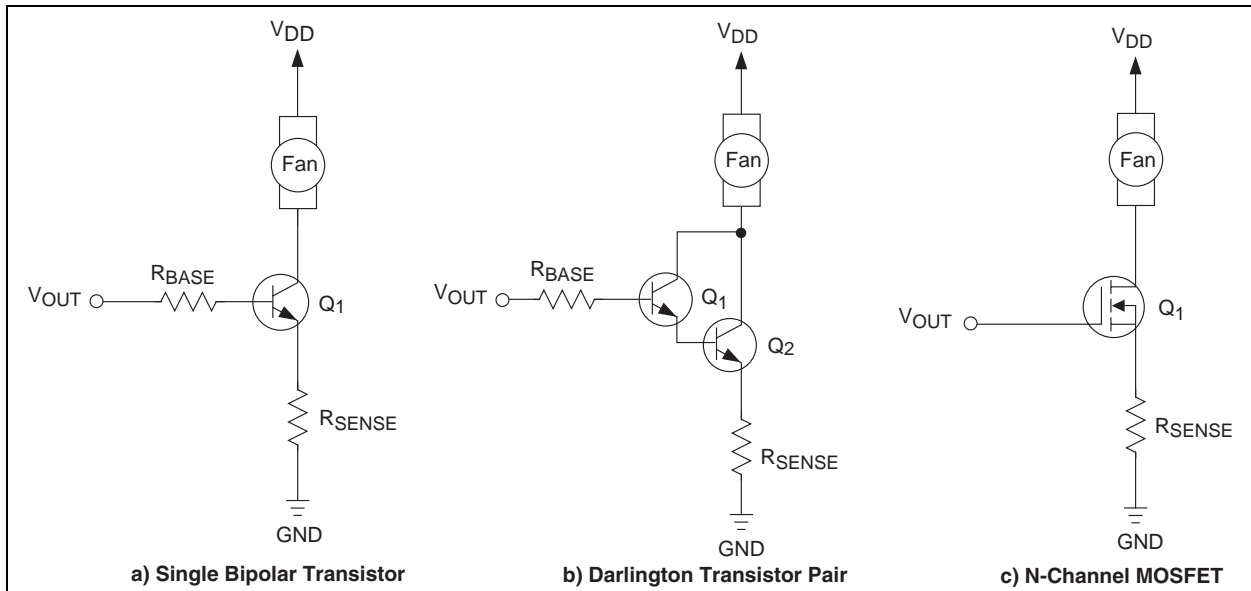 VDD
Fan
RBASE
VOUT
Q1
RSENSE
GND
a) Single Bipolar Transistor
VDD
Fan
RBASE
VOUT
Q1
Q2
RSENSE
GND
b) Darlington Transistor Pair
VDD
Fan
VOUT
Q1
RSENSE
GND
c) N-Channel MOSFET